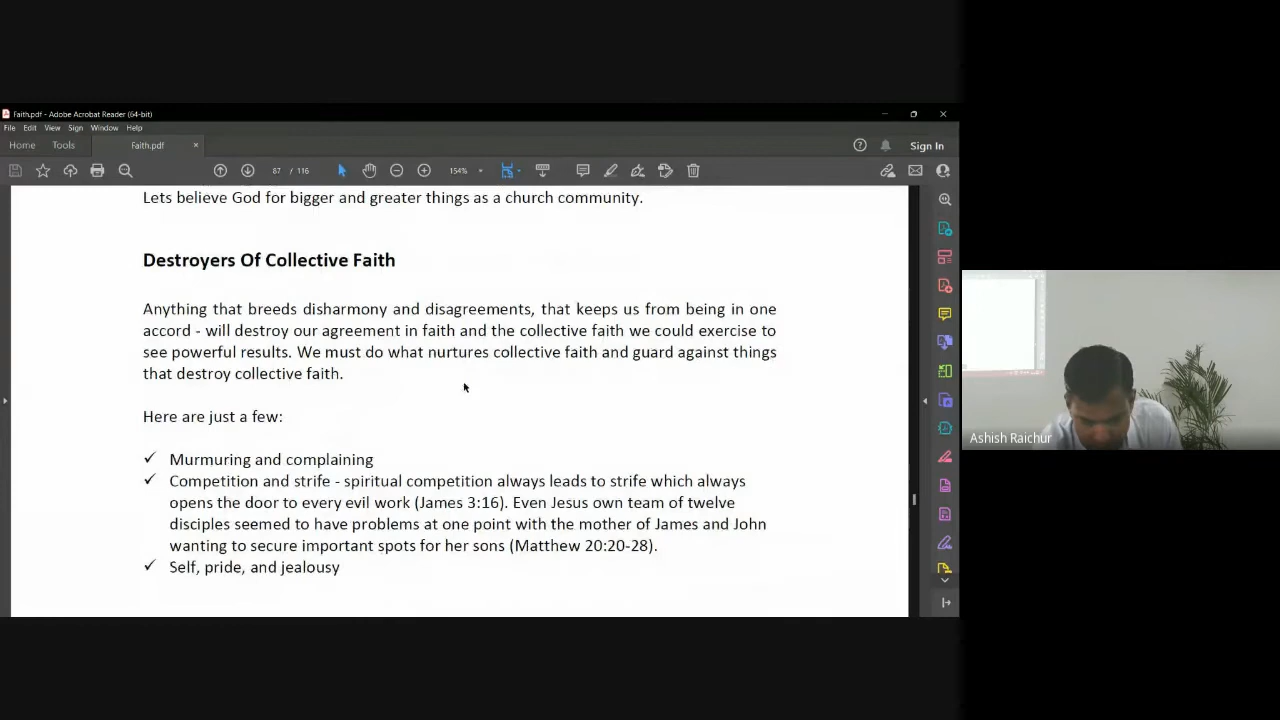 Faith.pdf - Adobe Acrobat Reader (64-bit)
File Edit View Sign Window Help
Home Tools Faith.pdf × Sign In
87 / 116 154%
Lets believe God for bigger and greater things as a church community.
Destroyers Of Collective Faith
Anything that breeds disharmony and disagreements, that keeps us from being in one
accord - will destroy our agreement in faith and the collective faith we could exercise to
see powerful results. We must do what nurtures collective faith and guard against things
that destroy collective faith.
Here are just a few:
✓ Murmuring and complaining
✓ Competition and strife - spiritual competition always leads to strife which always
opens the door to every evil work (James 3:16). Even Jesus own team of twelve
disciples seemed to have problems at one point with the mother of James and John
wanting to secure important spots for her sons (Matthew 20:20-28).
✓ Self, pride, and jealousy
Ashish Raichur